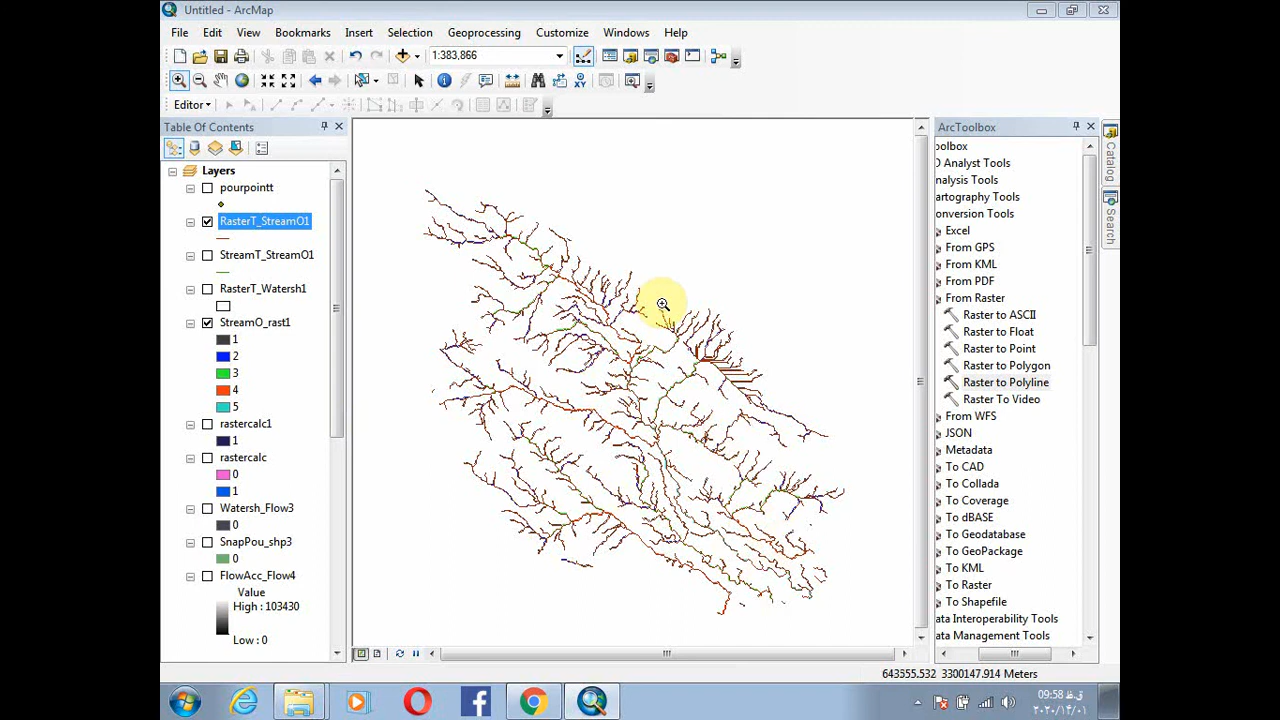 Untitled - ArcMap
File Edit View Bookmarks Insert Selection Geoprocessing Customize Windows Help
1:383,866
Editor
Table Of Contents
Layers
pourpointt
RasterT_StreamO1
StreamT_StreamO1
RasterT_Watersh1
StreamO_rast1
1
2
3
4
5
rastercalc1
1
rastercalc
0
1
Watersh_Flow3
0
SnapPou_shp3
0
FlowAcc_Flow4
Value
High : 103430
Low : 0
ArcToolbox
oolbox
D Analyst Tools
nalysis Tools
artography Tools
onversion Tools
Excel
From GPS
From KML
From PDF
From Raster
Raster to ASCII
Raster to Float
Raster to Point
Raster to Polygon
Raster to Polyline
Raster To Video
From WFS
JSON
Metadata
To CAD
To Collada
To Coverage
To dBASE
To Geodatabase
To GeoPackage
To KML
To Raster
To Shapefile
ata Interoperability Tools
ata Management Tools
Catalog
Search
643555.532 3300147.914 Meters
09:58 ق.ظ
۲۰۲۰/۱۴/۰۱